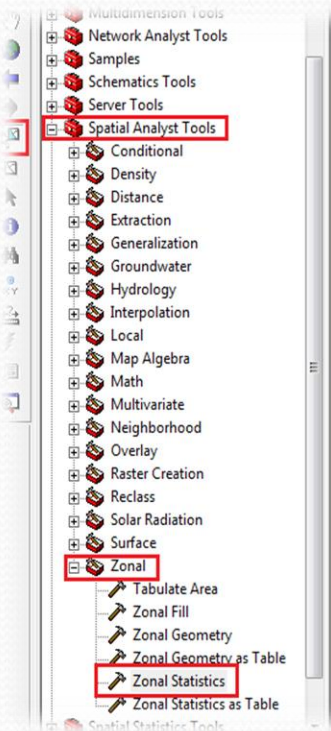 Multidimension Tools
Network Analyst Tools
Samples
Schematics Tools
Server Tools
Spatial Analyst Tools
Conditional
Density
Distance
Extraction
Generalization
Groundwater
Hydrology
Interpolation
Local
Map Algebra
Math
Multivariate
Neighborhood
Overlay
Raster Creation
Reclass
Solar Radiation
Surface
Zonal
Tabulate Area
Zonal Fill
Zonal Geometry
Zonal Geometry as Table
Zonal Statistics
Zonal Statistics as Table
Spatial Statistics Tools